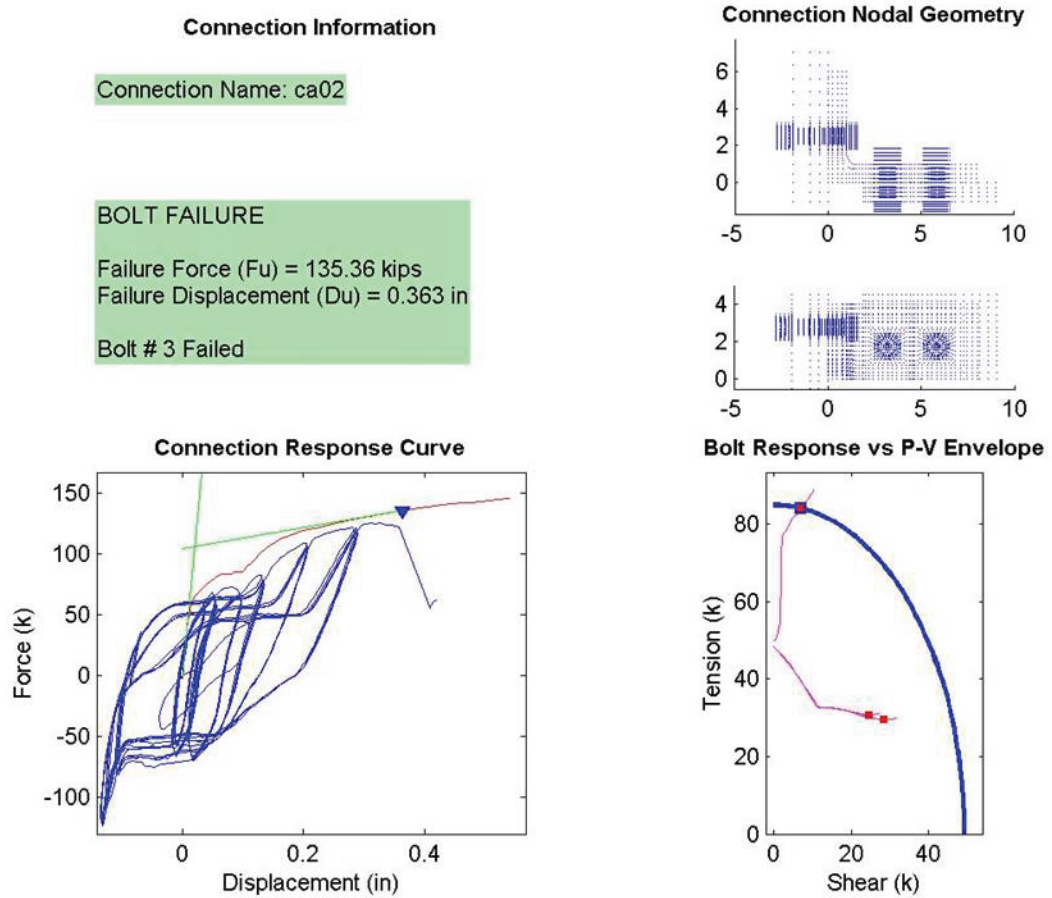 Connection Information
Connection Name: ca02
BOLT FAILURE
Failure Force (Fu) = 135.36 kips
Failure Displacement (Du) = 0.363 in
Bolt # 3 Failed
Connection Nodal Geometry
6
4
2
0
-5 0 5 10
4
2
0
-5 0 5 10
Connection Response Curve
150
100
50
0
-50
-100
Force (k)
0 0.2 0.4
Displacement (in)
Bolt Response vs P-V Envelope
80
60
40
20
0
Tension (k)
0 20 40
Shear (k)